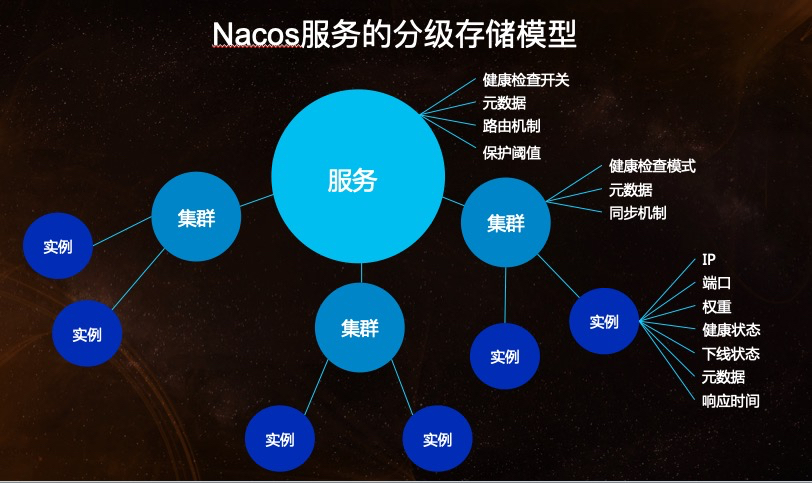 Nacos服务的分级存储模型
健康检查开关
元数据
路由机制
保护阈值
服务
健康检查模式
元数据
同步机制
集群
集群
实例
IP
端口
权重
健康状态
下线状态
元数据
响应时间
实例
集群
实例
实例
实例
实例